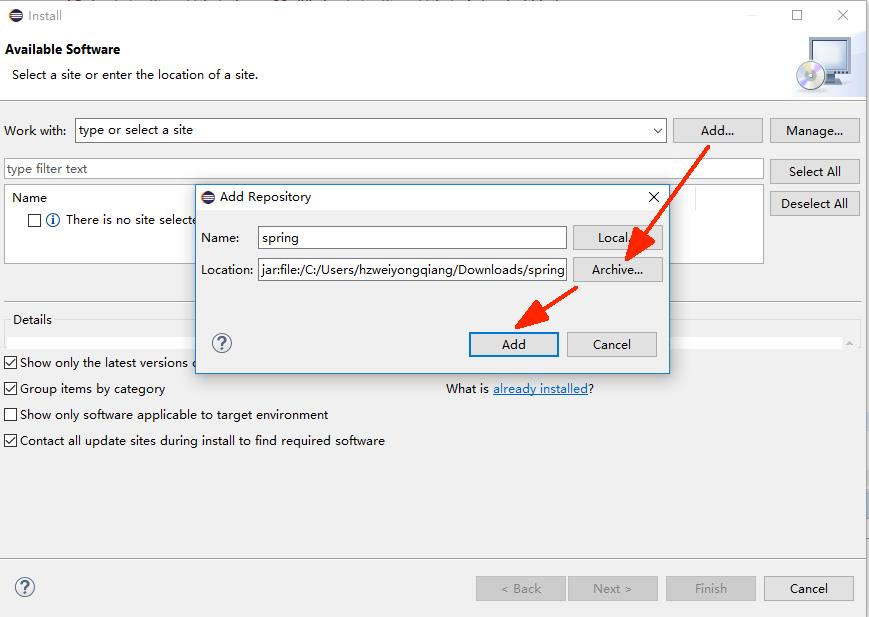 Install
Available Software
Select a site or enter the location of a site.
Work with: type or select a site Add... Manage...
type filter text Select All
Name Deselect All
There is no site
Add Repository
Name: spring Local.
Location: jar:file:/C:/Users/hzweiyongqiang/Downloads/spring Archive...
? Add Cancel
Details
Show only the latest versions
Group items by category What is already installed?
Show only software applicable to target environment
Contact all update sites during install to find required software
? < Back Next > Finish Cancel